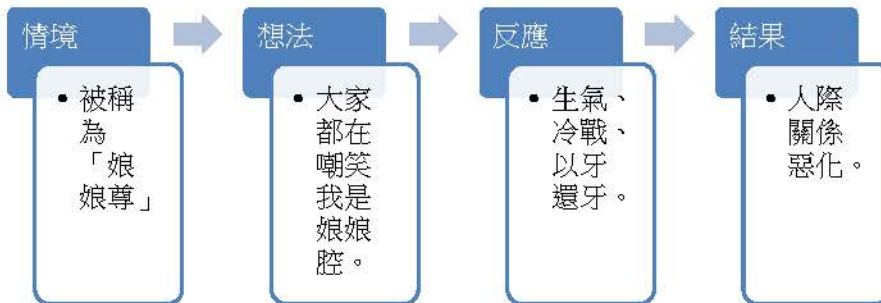 情境
• 被稱
為
「娘
娘尊」
想法
• 大家
都在
嘲笑
我是
娘娘
腔。
反應
• 生氣、
冷戰、
以牙
還牙。
結果
• 人際
關係
惡化。